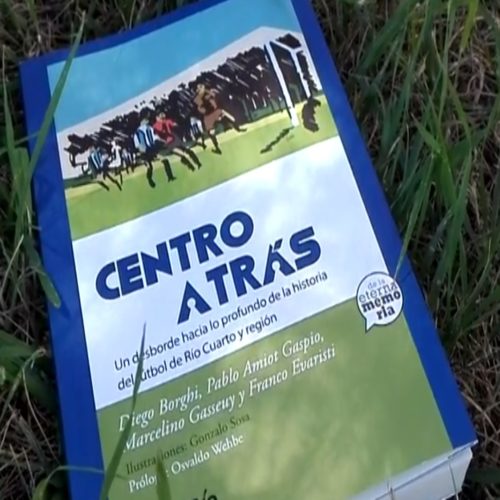 CENTRO
ATRÁS
Un desborde hacia lo profundo de la historia
del fútbol de Río Cuarto y región
de la
eterna
memo
ria
Diego Borghi, Pablo Amiot Gaspio,
Marcelino Gasseuy y Franco Evaristi
Ilustraciones: Gonzalo Sosa
Prólogo: Osvaldo Wehbe